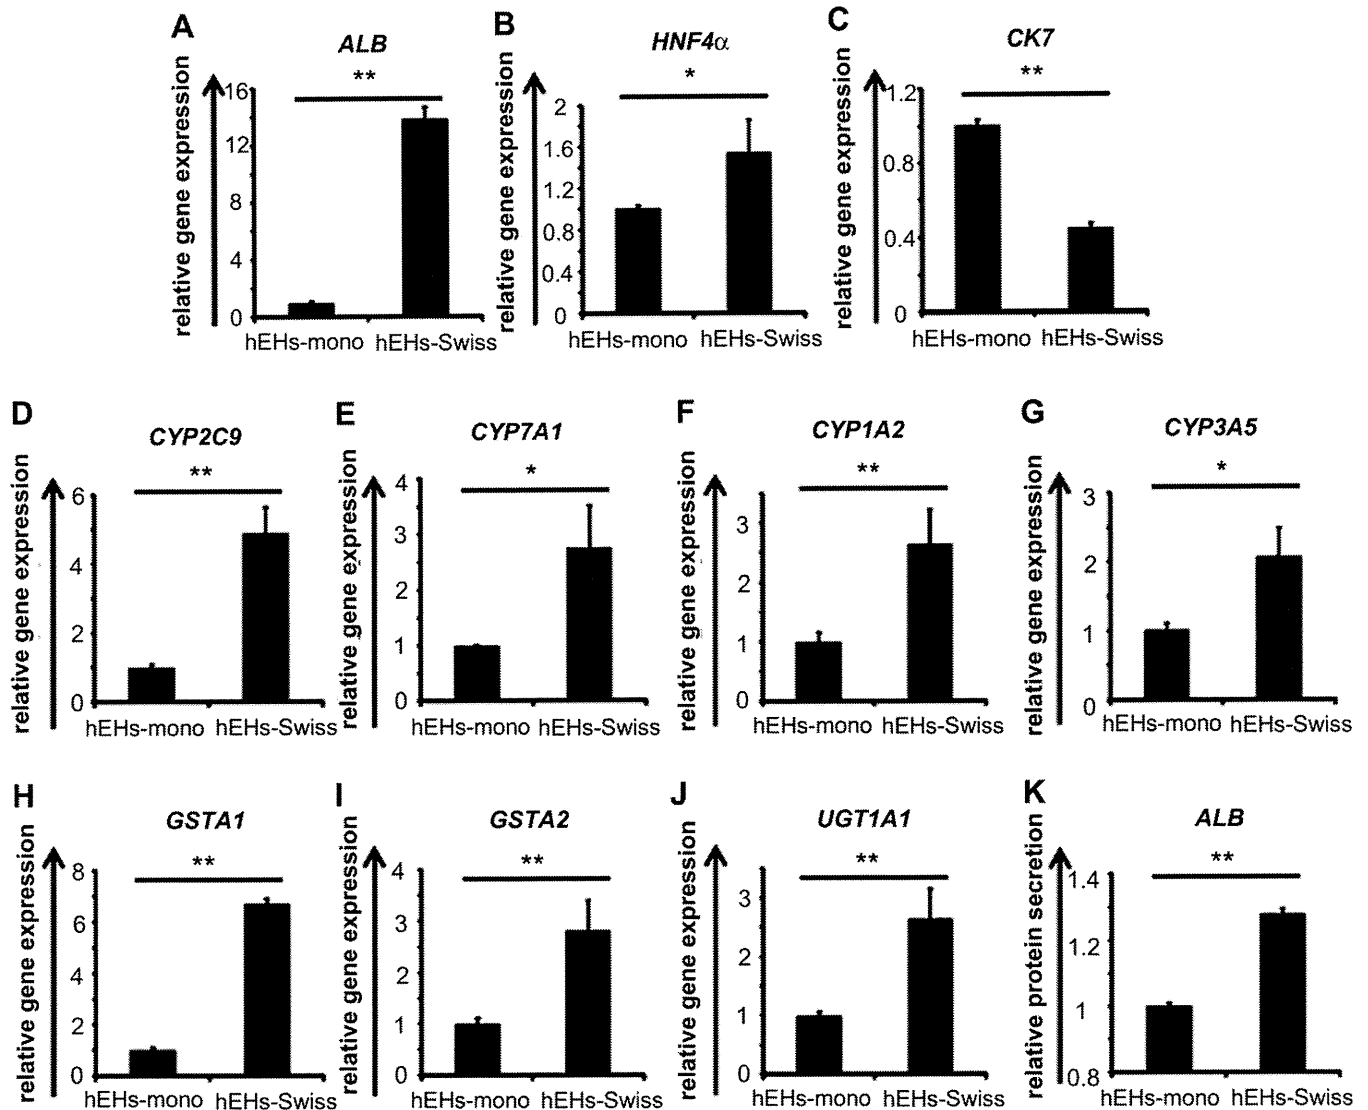 A
ALB
**
relative gene expression
16
12
8
4
0
hEHs-mono hEHs-Swiss
B
HNF4α
*
relative gene expression
2
1.6
1.2
0.8
0.4
0
hEHs-mono hEHs-Swiss
C
CK7
**
relative gene expression
1.2
0.8
0.4
0
hEHs-mono hEHs-Swiss
D
CYP2C9
**
relative gene expression
6
4
2
0
hEHs-mono hEHs-Swiss
E
CYP7A1
*
relative gene expression
4
3
2
1
0
hEHs-mono hEHs-Swiss
F
CYP1A2
**
relative gene expression
3
2
1
0
hEHs-mono hEHs-Swiss
G
CYP3A5
*
relative gene expression
3
2
1
0
hEHs-mono hEHs-Swiss
H
GSTA1
**
relative gene expression
8
6
4
2
0
hEHs-mono hEHs-Swiss
I
GSTA2
**
relative gene expression
4
3
2
1
0
hEHs-mono hEHs-Swiss
J
UGT1A1
**
relative gene expression
3
2
1
0
hEHs-mono hEHs-Swiss
K
ALB
**
relative protein secretion
1.4
1.2
1
0.8
hEHs-mono hEHs-Swiss